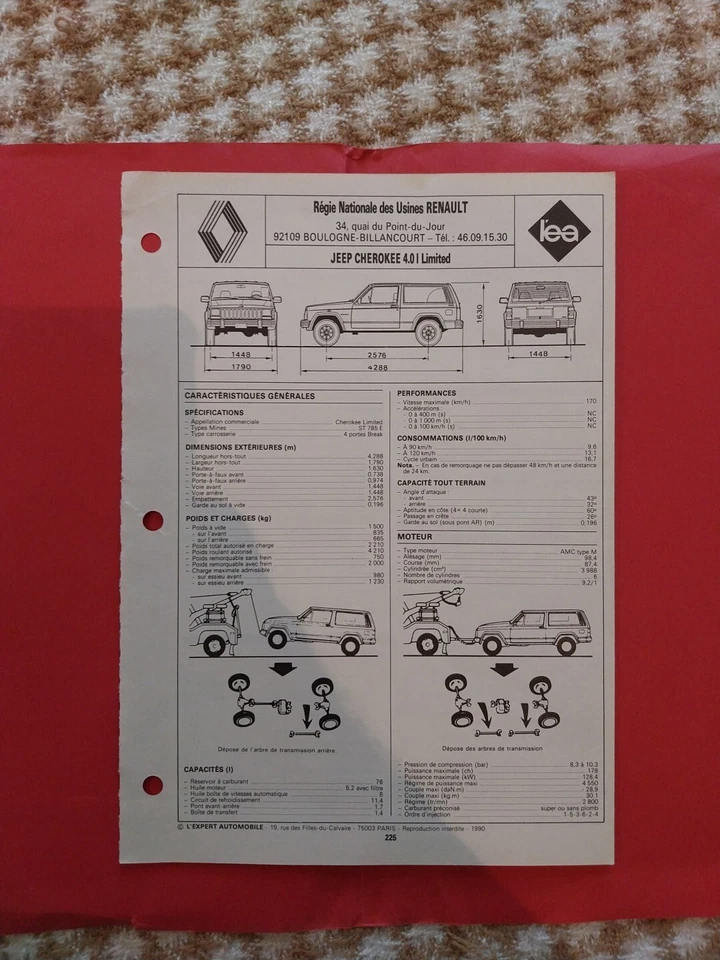 Régie Nationale des Usines RENAULT
34, quai du Point-du-Jour
92109 BOULOGNE-BILLANCOURT – Tél. : 46.09.15.30
JEEP CHEROKEE 4.0 I Limited
l'ea
1448
1790
2576
4288
1630
1448
CARACTÉRISTIQUES GÉNÉRALES
SPÉCIFICATIONS
– Appellation commerciale Cherokee Limited
– Types Mines ST 785 E
– Type carrosserie 4 portes Break
DIMENSIONS EXTÉRIEURES (m)
– Longueur hors-tout 4,288
– Largeur hors-tout 1,790
– Hauteur 1,630
– Porte-à-faux avant 0,738
– Porte-à-faux arrière 0,974
– Voie avant 1,448
– Voie arrière 1,448
– Empattement 2,576
– Garde au sol à vide 0,196
POIDS ET CHARGES (kg)
– Poids à vide 1 500
– sur l'avant 835
– sur l'arrière 665
– Poids total autorisé en charge 2 210
– Poids roulant autorisé 4 210
– Poids remorquable sans frein 750
– Poids remorquable avec frein 2 000
– Charge maximale admissible :
– sur essieu avant 980
– sur essieu arrière 1 230
Dépose de l'arbre de transmission arrière
CAPACITÉS (l)
– Réservoir à carburant 76
– Huile moteur 6,2 avec filtre
– Huile boîte de vitesses automatique 8
– Circuit de refroidissement 11,4
– Pont avant-arrière 1,7
– Boîte de transfert 1,4
PERFORMANCES
– Vitesse maximale (km/h) 170
– Accélérations :
– 0 à 400 m (s) NC
– 0 à 1 000 m (s) NC
– 0 à 100 km/h (s) NC
CONSOMMATIONS (l/100 km/h)
– À 90 km/h 9,6
– À 120 km/h 13,1
– Cycle urbain 16,7
Nota. – En cas de remorquage ne pas dépasser 48 km/h et une distance
de 24 km.
CAPACITÉ TOUT TERRAIN
– Angle d'attaque :
– avant 43º
– arrière 32º
– Aptitude en côte (4× 4 courte) 60º
– Passage en crête 26º
– Garde au sol (sous pont AR) (m) 0,196
MOTEUR
– Type moteur AMC type M
– Alésage (mm) 98,4
– Course (mm) 87,4
– Cylindrée (cm³) 3 988
– Nombre de cylindres 6
– Rapport volumétrique 9,2/1
Dépose des arbres de transmission
– Pression de compression (bar) 8,3 à 10,3
– Puissance maximale (ch) 178
– Puissance maximale (kW) 128,4
– Régime de puissance maxi 4 550
– Couple maxi (daN.m) 28,9
– Couple maxi (kg.m) 30,1
– Régime (tr/mn) 2 800
– Carburant préconisé super ou sans plomb
– Ordre d'injection 1-5-3-6-2-4
© L'EXPERT AUTOMOBILE - 19, rue des Filles-du-Calvaire - 75003 PARIS - Reproduction interdite - 1990
225